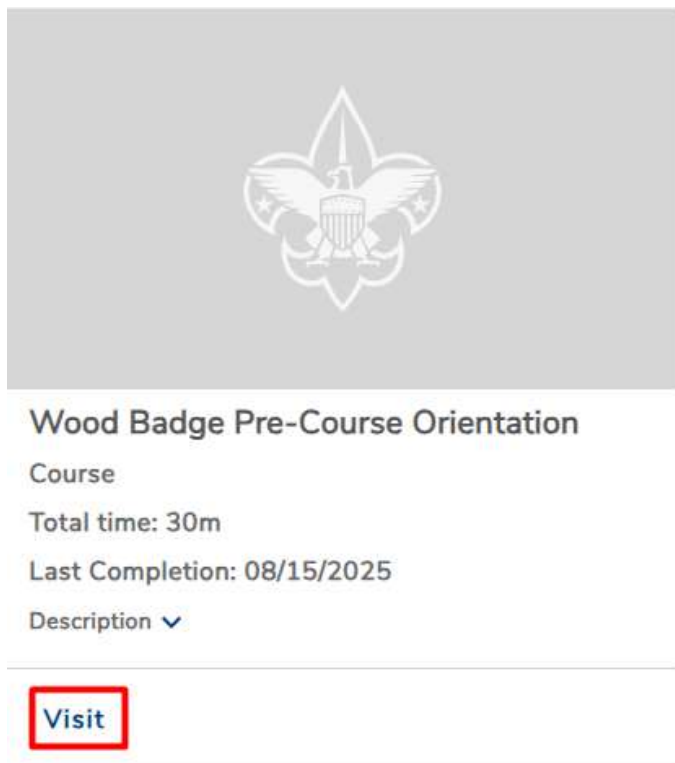 Wood Badge Pre-Course Orientation
Course
Total time: 30m
Last Completion: 08/15/2025
Description
Visit